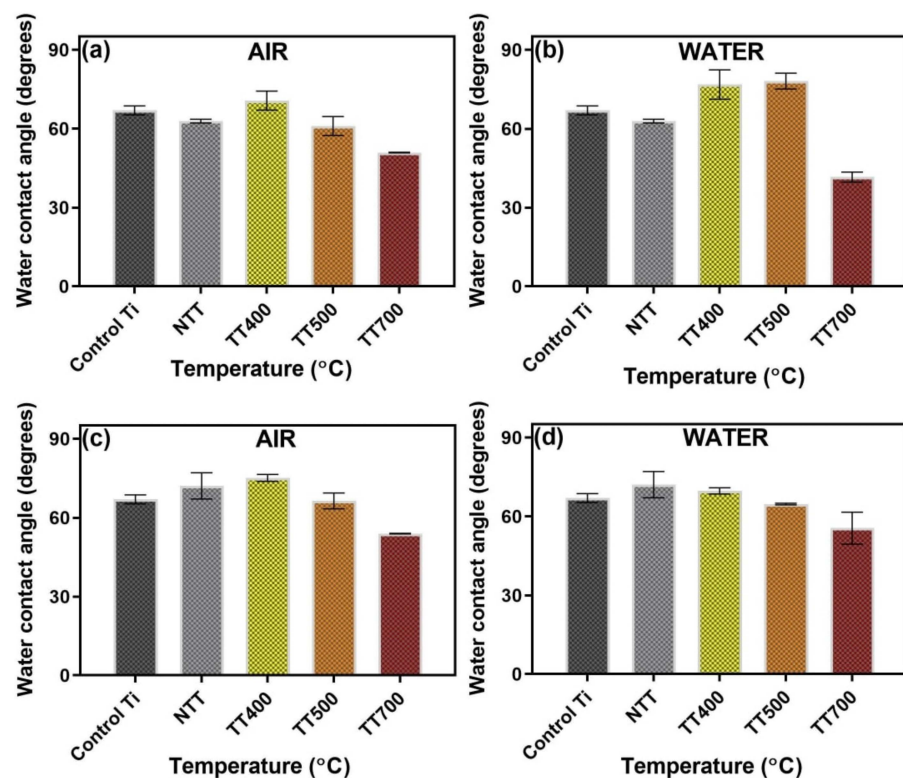 (a)
AIR
Water contact angle (degrees)
90
60
30
0
Control Ti
NTT
TT400
TT500
TT700
Temperature (°C)
(b)
WATER
Water contact angle (degrees)
90
60
30
0
Control Ti
NTT
TT400
TT500
TT700
Temperature (°C)
(c)
AIR
Water contact angle (degrees)
90
60
30
0
Control Ti
NTT
TT400
TT500
TT700
Temperature (°C)
(d)
WATER
Water contact angle (degrees)
90
60
30
0
Control Ti
NTT
TT400
TT500
TT700
Temperature (°C)